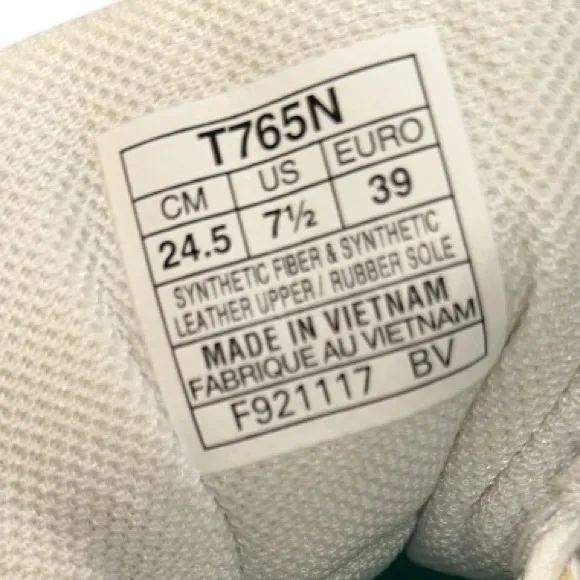 T765N
CM US EURO
24.5 7½ 39
SYNTHETIC FIBER & SYNTHETIC
LEATHER UPPER / RUBBER SOLE
MADE IN VIETNAM
FABRIQUE AU VIETNAM
F921117 BV